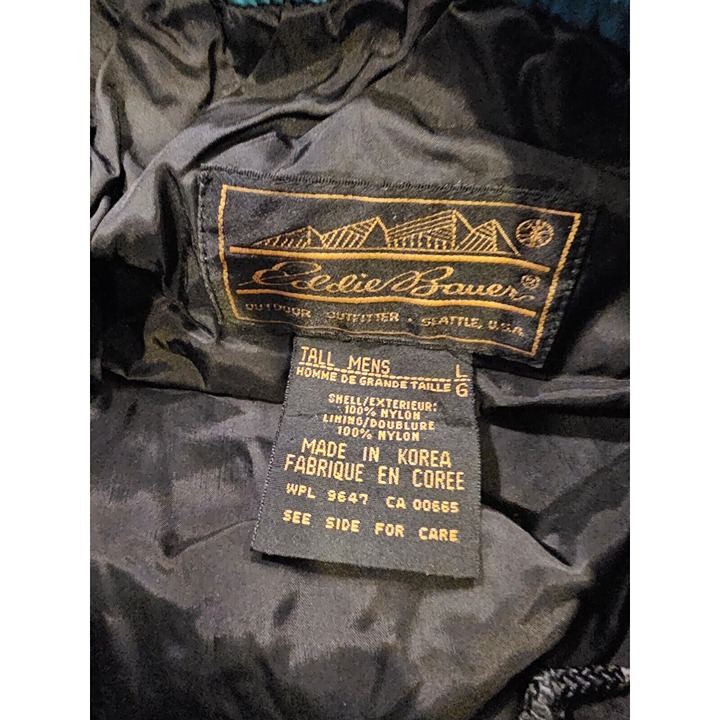 Eddie Bauer®
OUTDOOR OUTFITTER · SEATTLE, U.S.A.
TALL MENS L
HOMME DE GRANDE TAILLE G
SHELL/EXTERIEUR:
100% NYLON
LINING/DOUBLURE
100% NYLON
MADE IN KOREA
FABRIQUE EN COREE
WPL 9647 CA 00665
SEE SIDE FOR CARE